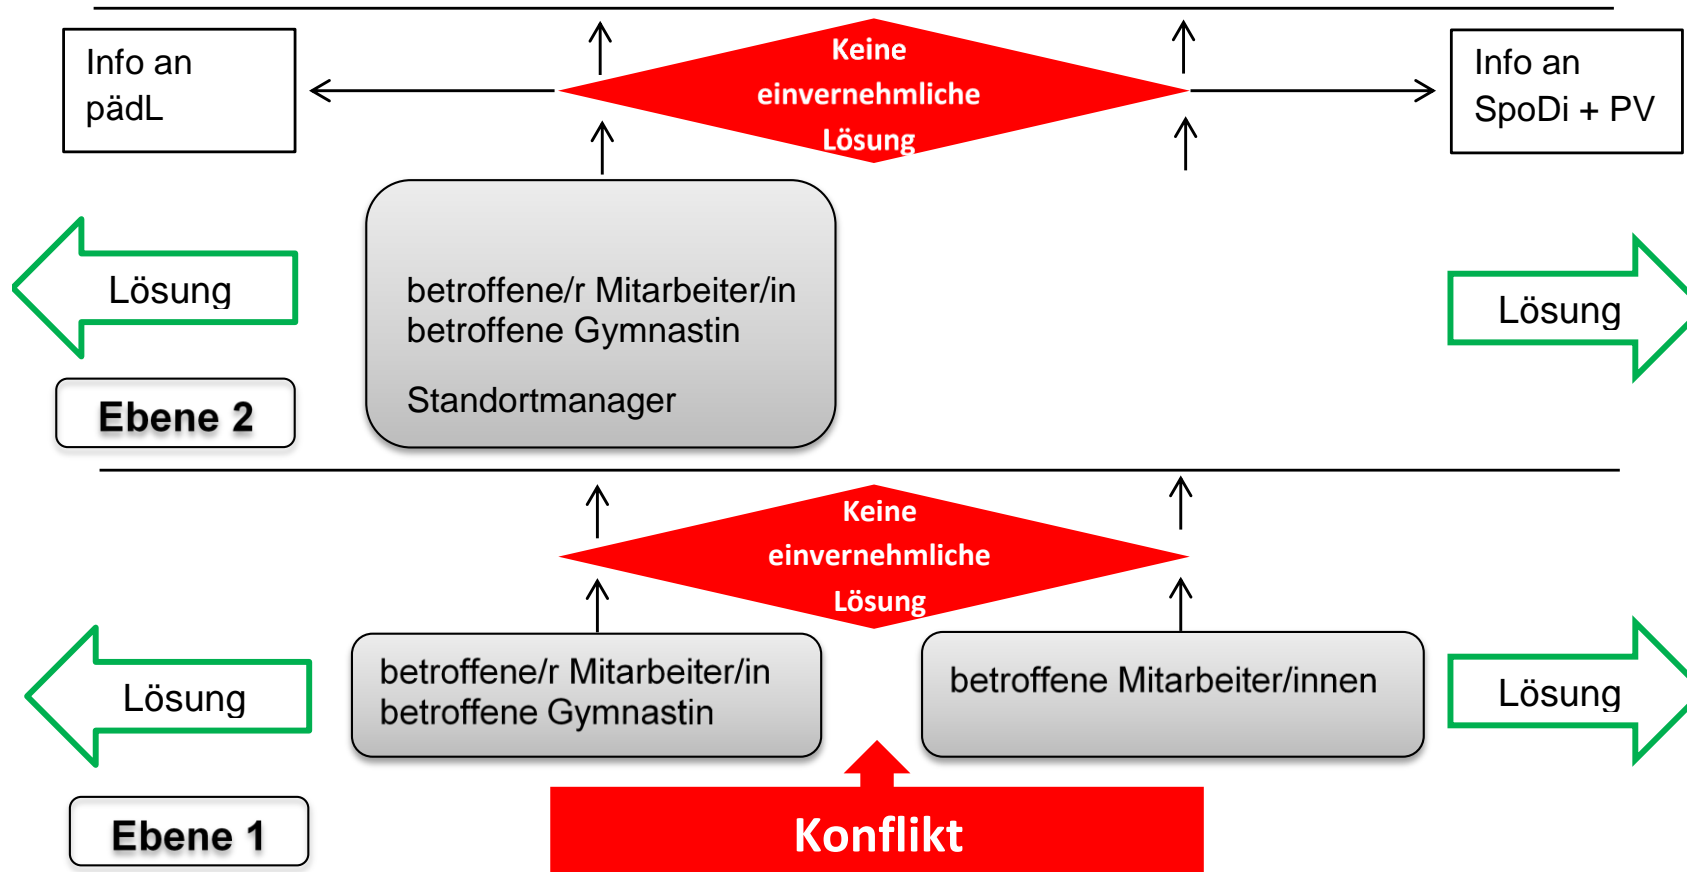 Info an
pädL
Keine
einvernehmliche
Lösung
Info an
SpoDi + PV
Lösung
betroffene/r Mitarbeiter/in
betroffene Gymnastin
Standortmanager
Lösung
Ebene 2
Keine
einvernehmliche
Lösung
Lösung
betroffene/r Mitarbeiter/in
betroffene Gymnastin
betroffene Mitarbeiter/innen
Lösung
Ebene 1
Konflikt